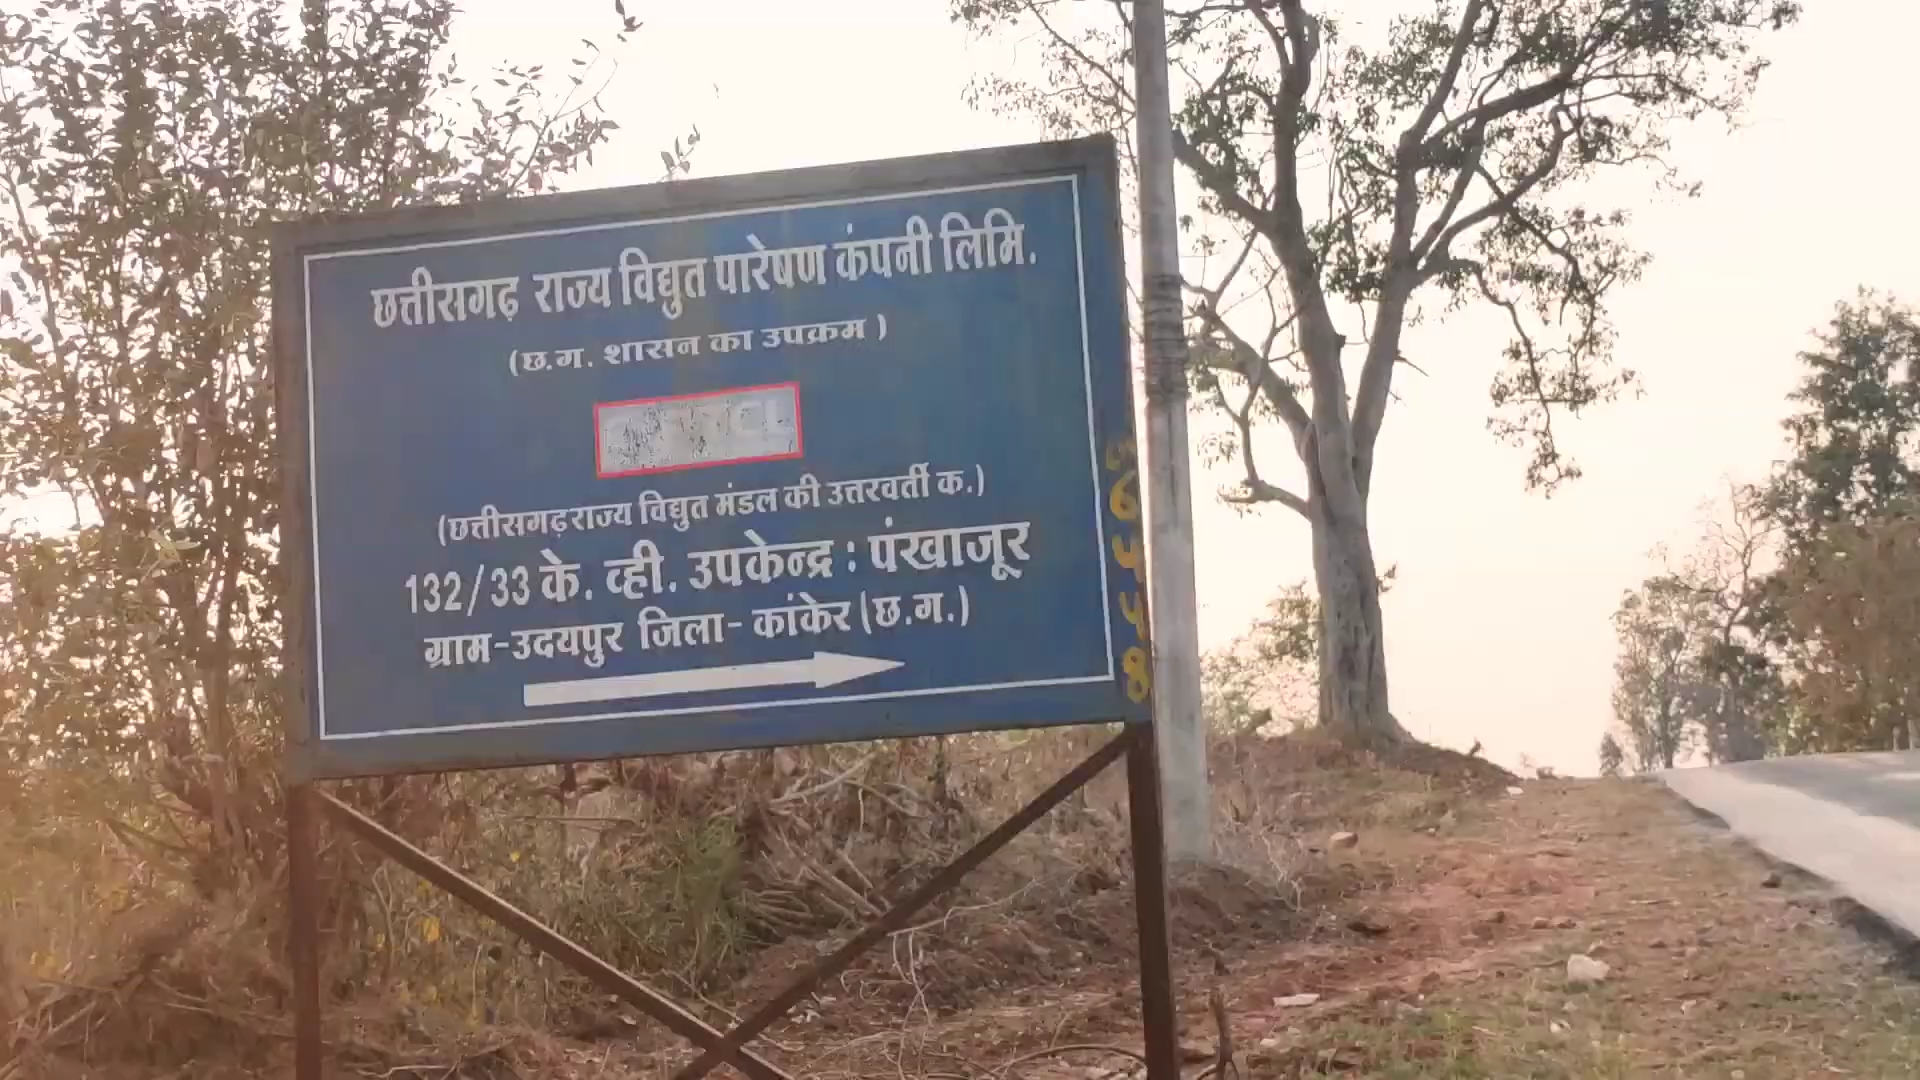 छत्तीसगढ़ राज्य विद्युत पारेषण कंपनी लिमि.
(छ.ग. शासन का उपक्रम)
(छत्तीसगढ़ राज्य विद्युत मंडल की उत्तरवर्ती क.)
132/33 के. व्ही. उपकेन्द्र : पंखाजूर
ग्राम-उदयपुर जिला- कांकेर (छ.ग.)